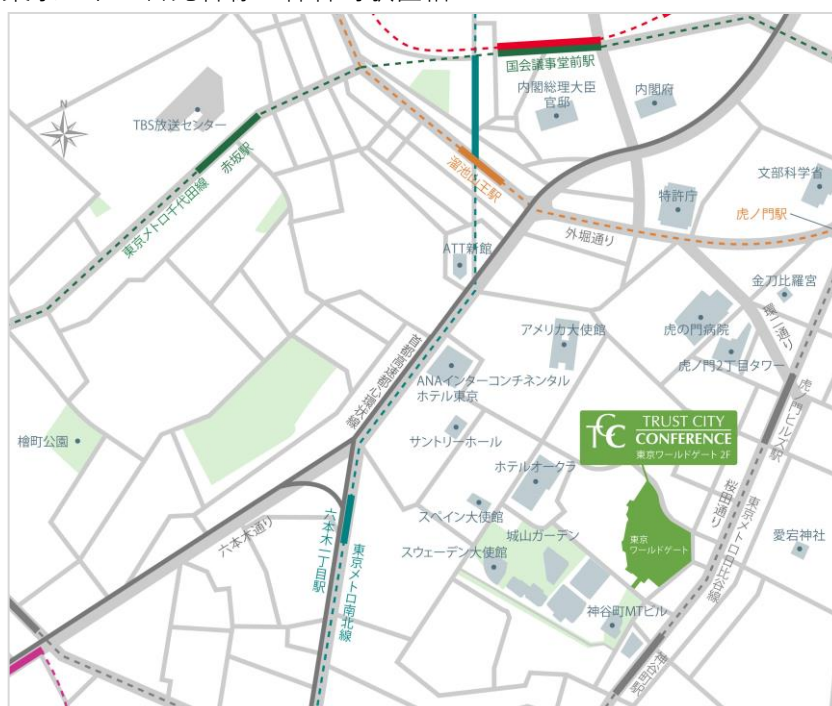 国会議事堂前駅
内閣総理大臣
官邸
内閣府
N
TBS放送センター
赤坂駅
東京メトロ千代田線
溜池山王駅
特許庁
文部科学省
虎ノ門駅
外堀通り
ATT新館
金刀比羅宮
環二通り
アメリカ大使館
虎の門病院
虎ノ門2丁目タワー
首都高速都心環状線
ANAインターコンチネンタル
ホテル東京
虎ノ門ヒルズ駅
檜町公園
サントリーホール
TCC
TRUST CITY
CONFERENCE
東京ワールドゲート 2F
ホテルオークラ
桜田通り
東京メトロ日比谷線
スペイン大使館
城山ガーデン
スウェーデン大使館
東京
ワールドゲート
愛宕神社
六本木通り
六本木一丁目駅
東京メトロ南北線
神谷町MTビル
神谷町駅